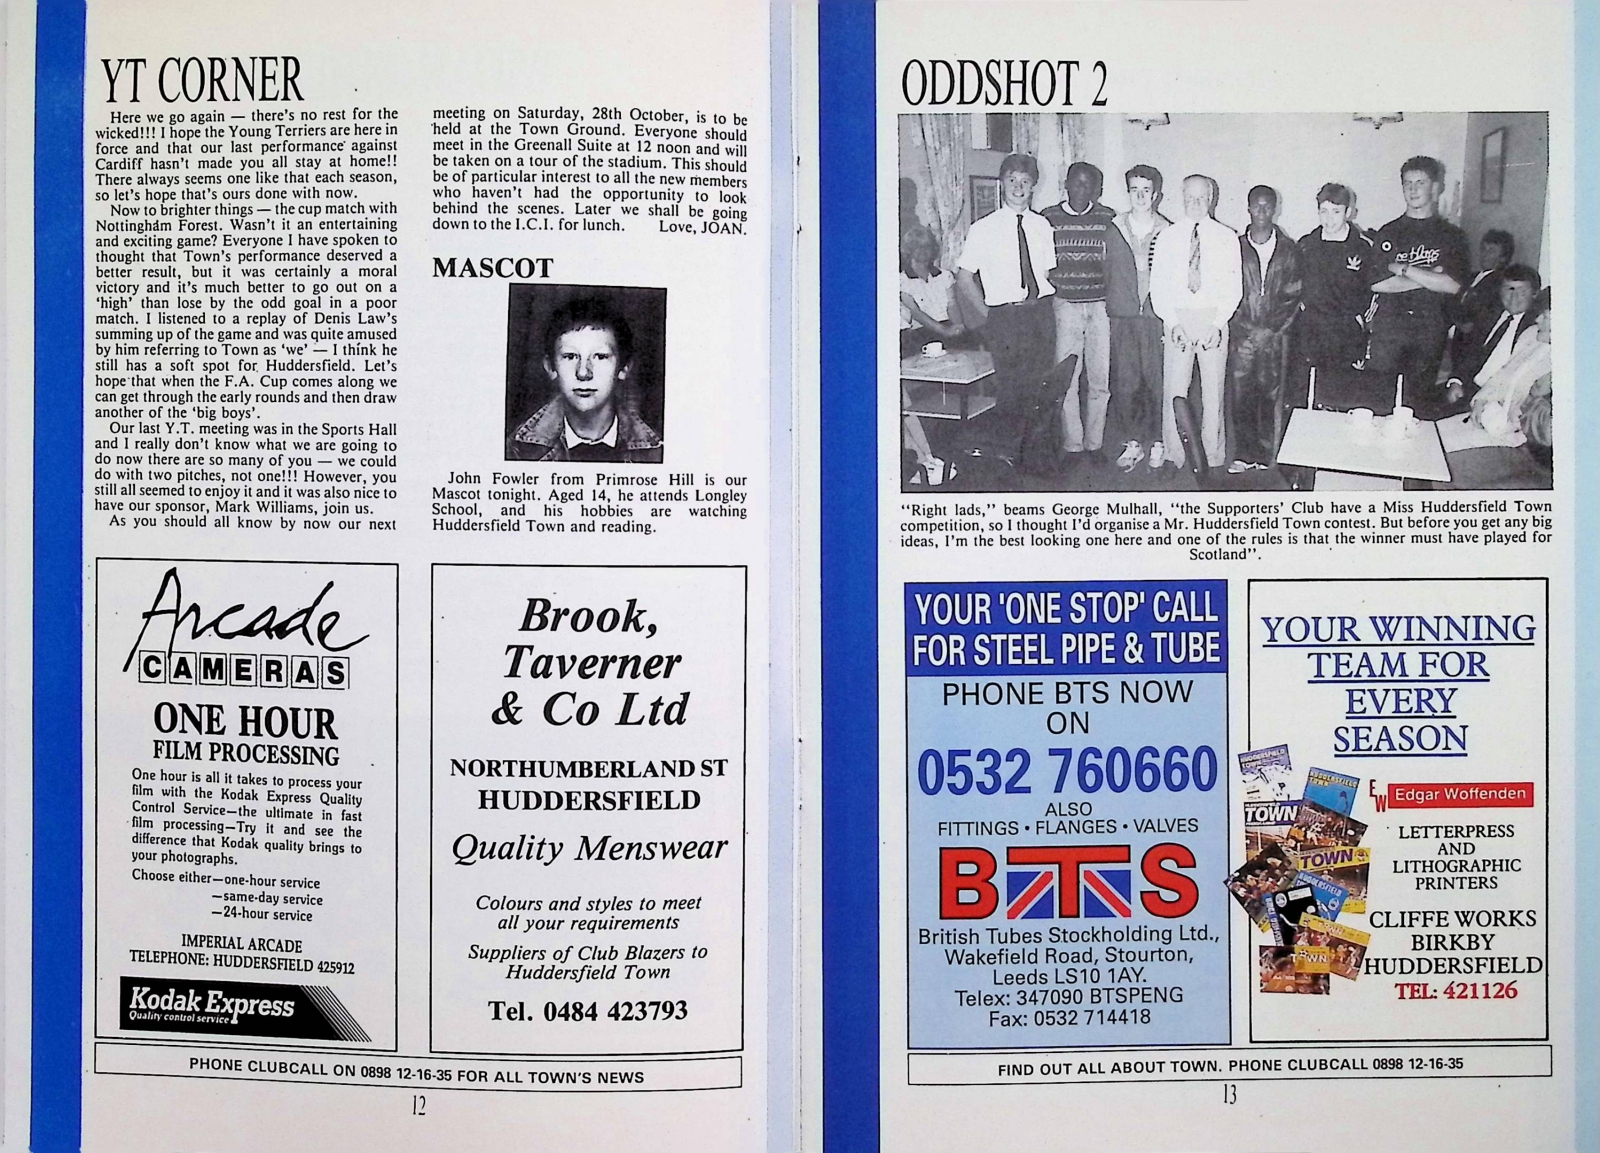 YT CORNER
Here we go again — there's no rest for the
wicked!!! I hope the Young Terriers are here in
force and that our last performance against
Cardiff hasn't made you all stay at home!!
There always seems one like that each season,
so let's hope that's ours done with now.
Now to brighter things — the cup match with
Nottingham Forest. Wasn't it an entertaining
and exciting game? Everyone I have spoken to
thought that Town's performance deserved a
better result, but it was certainly a moral
victory and it's much better to go out on a
'high' than lose by the odd goal in a poor
match. I listened to a replay of Denis Law's
summing up of the game and was quite amused
by him referring to Town as 'we' — I think he
still has a soft spot for Huddersfield. Let's
hope that when the F.A. Cup comes along we
can get through the early rounds and then draw
another of the 'big boys'.
Our last Y.T. meeting was in the Sports Hall
and I really don't know what we are going to
do now there are so many of you — we could
do with two pitches, not one!!! However, you
still all seemed to enjoy it and it was also nice to
have our sponsor, Mark Williams, join us.
As you should all know by now our next
meeting on Saturday, 28th October, is to be
held at the Town Ground. Everyone should
meet in the Greenall Suite at 12 noon and will
be taken on a tour of the stadium. This should
be of particular interest to all the new members
who haven't had the opportunity to look
behind the scenes. Later we shall be going
down to the I.C.I. for lunch. Love, JOAN.
MASCOT
John Fowler from Primrose Hill is our
Mascot tonight. Aged 14, he attends Longley
School, and his hobbies are watching
Huddersfield Town and reading.
Arcade
CAMERAS
ONE HOUR
FILM PROCESSING
One hour is all it takes to process your
film with the Kodak Express Quality
Control Service—the ultimate in fast
film processing—Try it and see the
difference that Kodak quality brings to
your photographs.
Choose either—one-hour service
—same-day service
—24-hour service
IMPERIAL ARCADE
TELEPHONE: HUDDERSFIELD 425912
Kodak Express
Quality control service
Brook,
Taverner
& Co Ltd
NORTHUMBERLAND ST
HUDDERSFIELD
Quality Menswear
Colours and styles to meet
all your requirements
Suppliers of Club Blazers to
Huddersfield Town
Tel. 0484 423793
PHONE CLUBCALL ON 0898 12-16-35 FOR ALL TOWN'S NEWS
12
ODDSHOT 2
"Right lads," beams George Mulhall, "the Supporters' Club have a Miss Huddersfield Town
competition, so I thought I'd organise a Mr. Huddersfield Town contest. But before you get any big
ideas, I'm the best looking one here and one of the rules is that the winner must have played for
Scotland".
YOUR 'ONE STOP' CALL
FOR STEEL PIPE & TUBE
PHONE BTS NOW
ON
0532 760660
ALSO
FITTINGS • FLANGES • VALVES
BTS
British Tubes Stockholding Ltd.,
Wakefield Road, Stourton,
Leeds LS10 1AY.
Telex: 347090 BTSPENG
Fax: 0532 714418
YOUR WINNING
TEAM FOR
EVERY
SEASON
HUDDERSFIELD
TOWN
TOWN
TOWN
TOWN
EW Edgar Woffenden
LETTERPRESS
AND
LITHOGRAPHIC
PRINTERS
CLIFFE WORKS
BIRKBY
HUDDERSFIELD
TEL: 421126
FIND OUT ALL ABOUT TOWN. PHONE CLUBCALL 0898 12-16-35
13